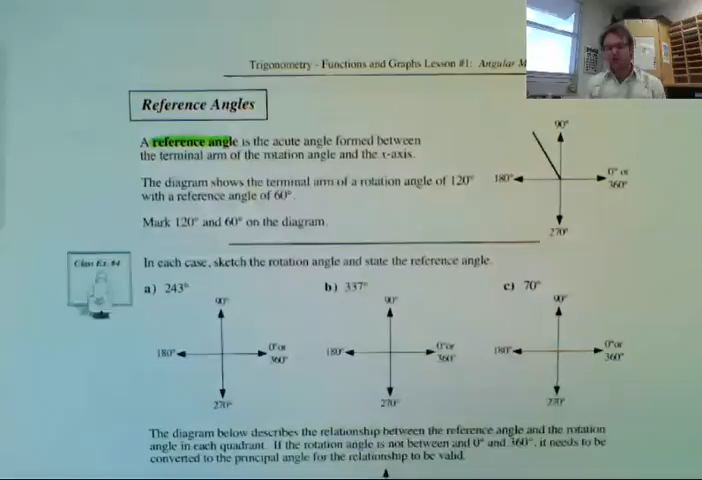 Trigonometry - Functions and Graphs Lesson #1: Angular M
Reference Angles
A reference angle is the acute angle formed between
the terminal arm of the rotation angle and the x-axis.
The diagram shows the terminal arm of a rotation angle of 120°
with a reference angle of 60°.
Mark 120° and 60° on the diagram.
90°
180°
0° or
360°
270°
Class Ex. #4
In each case, sketch the rotation angle and state the reference angle.
a) 243°
b) 337°
c) 70°
90°
180°
0° or
360°
270°
90°
180°
0° or
360°
270°
90°
180°
0° or
360°
270°
The diagram below describes the relationship between the reference angle and the rotation
angle in each quadrant. If the rotation angle is not between and 0° and 360°, it needs to be
converted to the principal angle for the relationship to be valid.